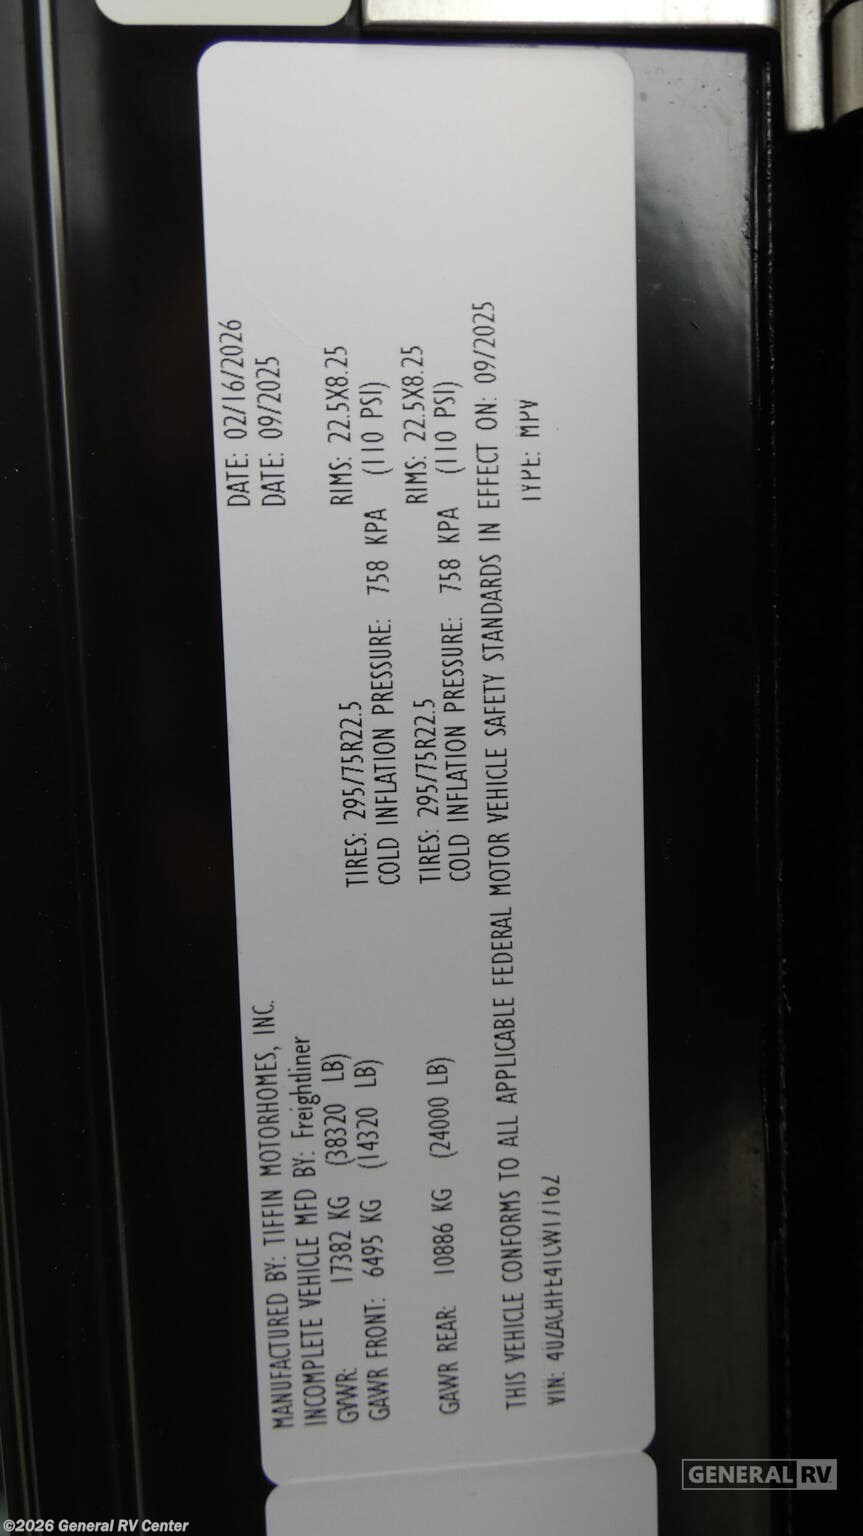 MANUFACTURED BY: TIFFIN MOTORHOMES, INC. DATE: 02/16/2026
INCOMPLETE VEHICLE MFD BY: Freightliner DATE: 09/2025
GVWR: 17382 KG (38320 LB)
GAWR FRONT: 6495 KG (14320 LB) TIRES: 295/75R22.5 RIMS: 22.5X8.25
COLD INFLATION PRESSURE: 758 KPA (110 PSI)
GAWR REAR: 10886 KG (24000 LB) TIRES: 295/75R22.5 RIMS: 22.5X8.25
COLD INFLATION PRESSURE: 758 KPA (110 PSI)
THIS VEHICLE CONFORMS TO ALL APPLICABLE FEDERAL MOTOR VEHICLE SAFETY STANDARDS IN EFFECT ON: 09/2025
VIN: TYPE: MPV
GENERAL RV
©2026 General RV Center